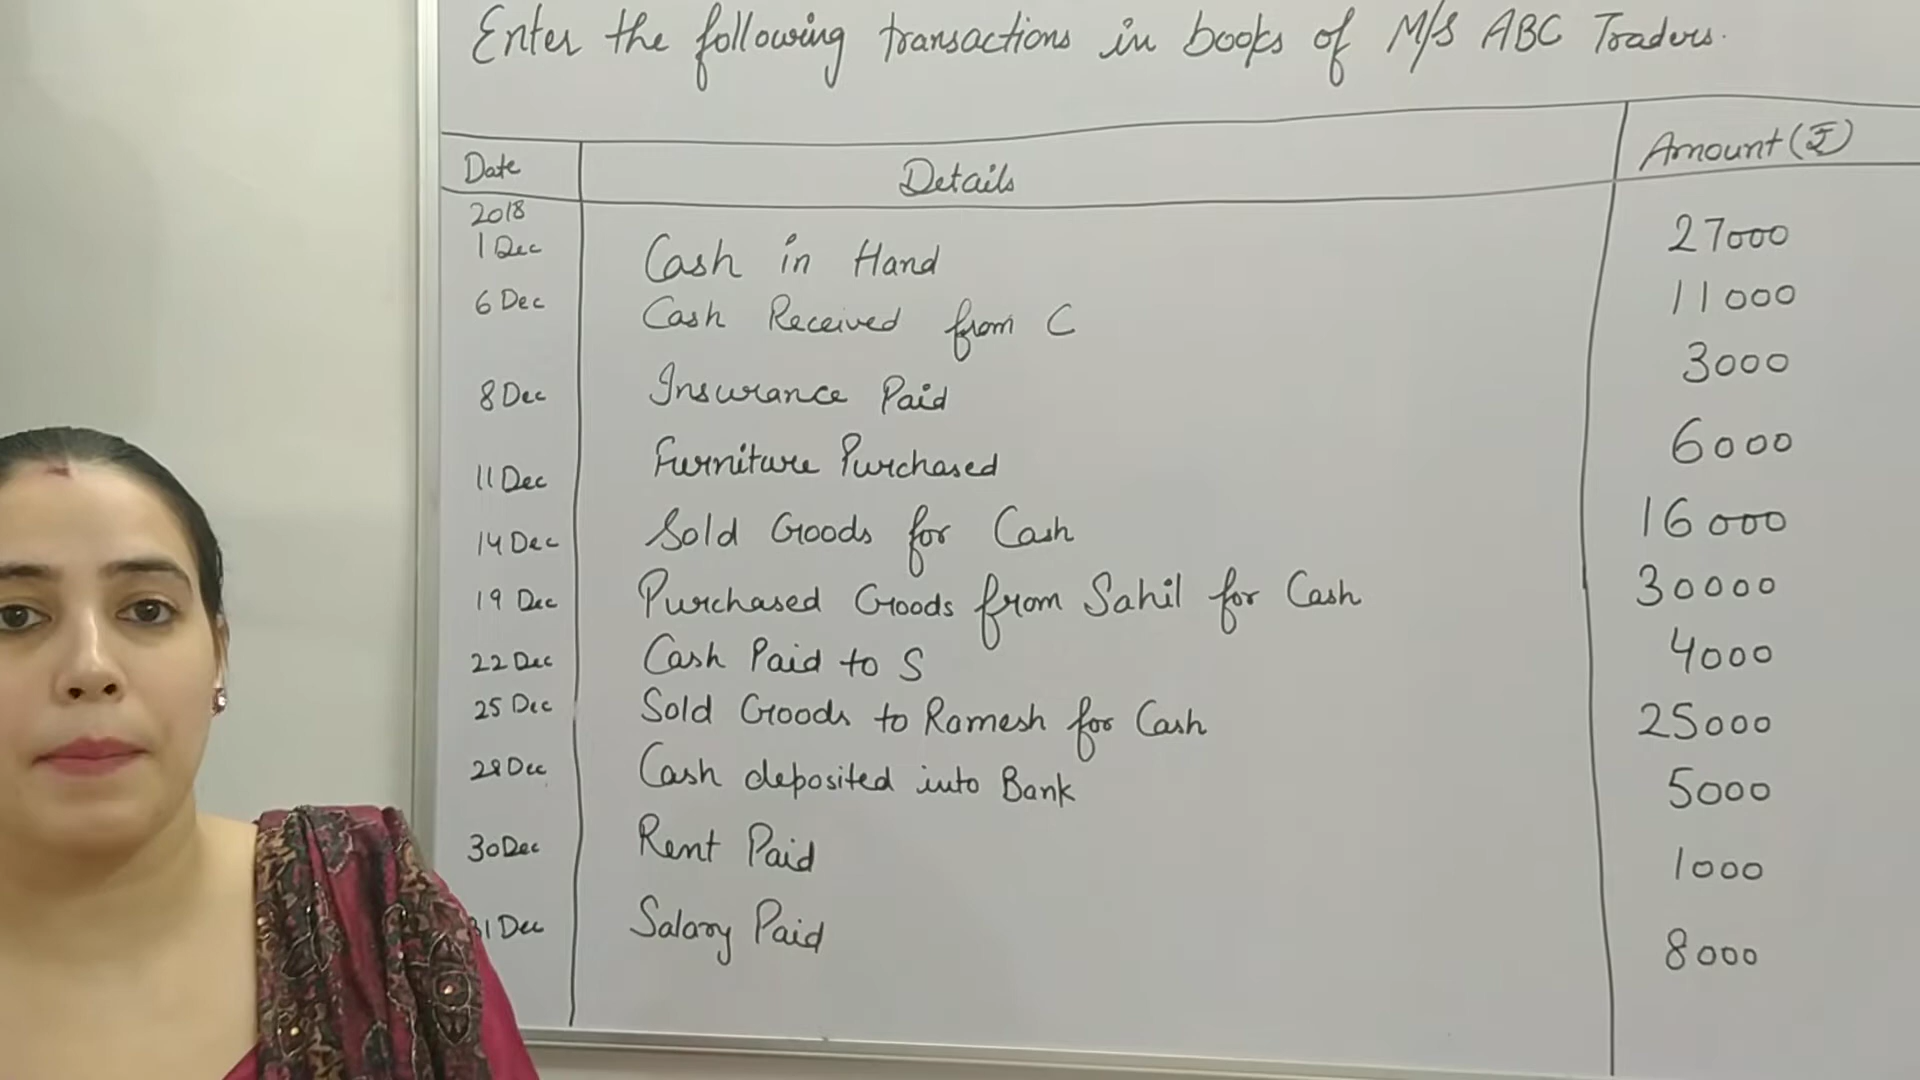 Enter the following transactions in books of M/S ABC Traders.
Date Details Amount (₹)
2018
1 Dec Cash in Hand 27000
6 Dec Cash Received from C 11000
8 Dec Insurance Paid 3000
11 Dec Furniture Purchased 6000
14 Dec Sold Goods for Cash 16000
19 Dec Purchased Goods from Sahil for Cash 30000
22 Dec Cash Paid to S 4000
25 Dec Sold Goods to Ramesh for Cash 25000
28 Dec Cash deposited into Bank 5000
30 Dec Rent Paid 1000
31 Dec Salary Paid 8000